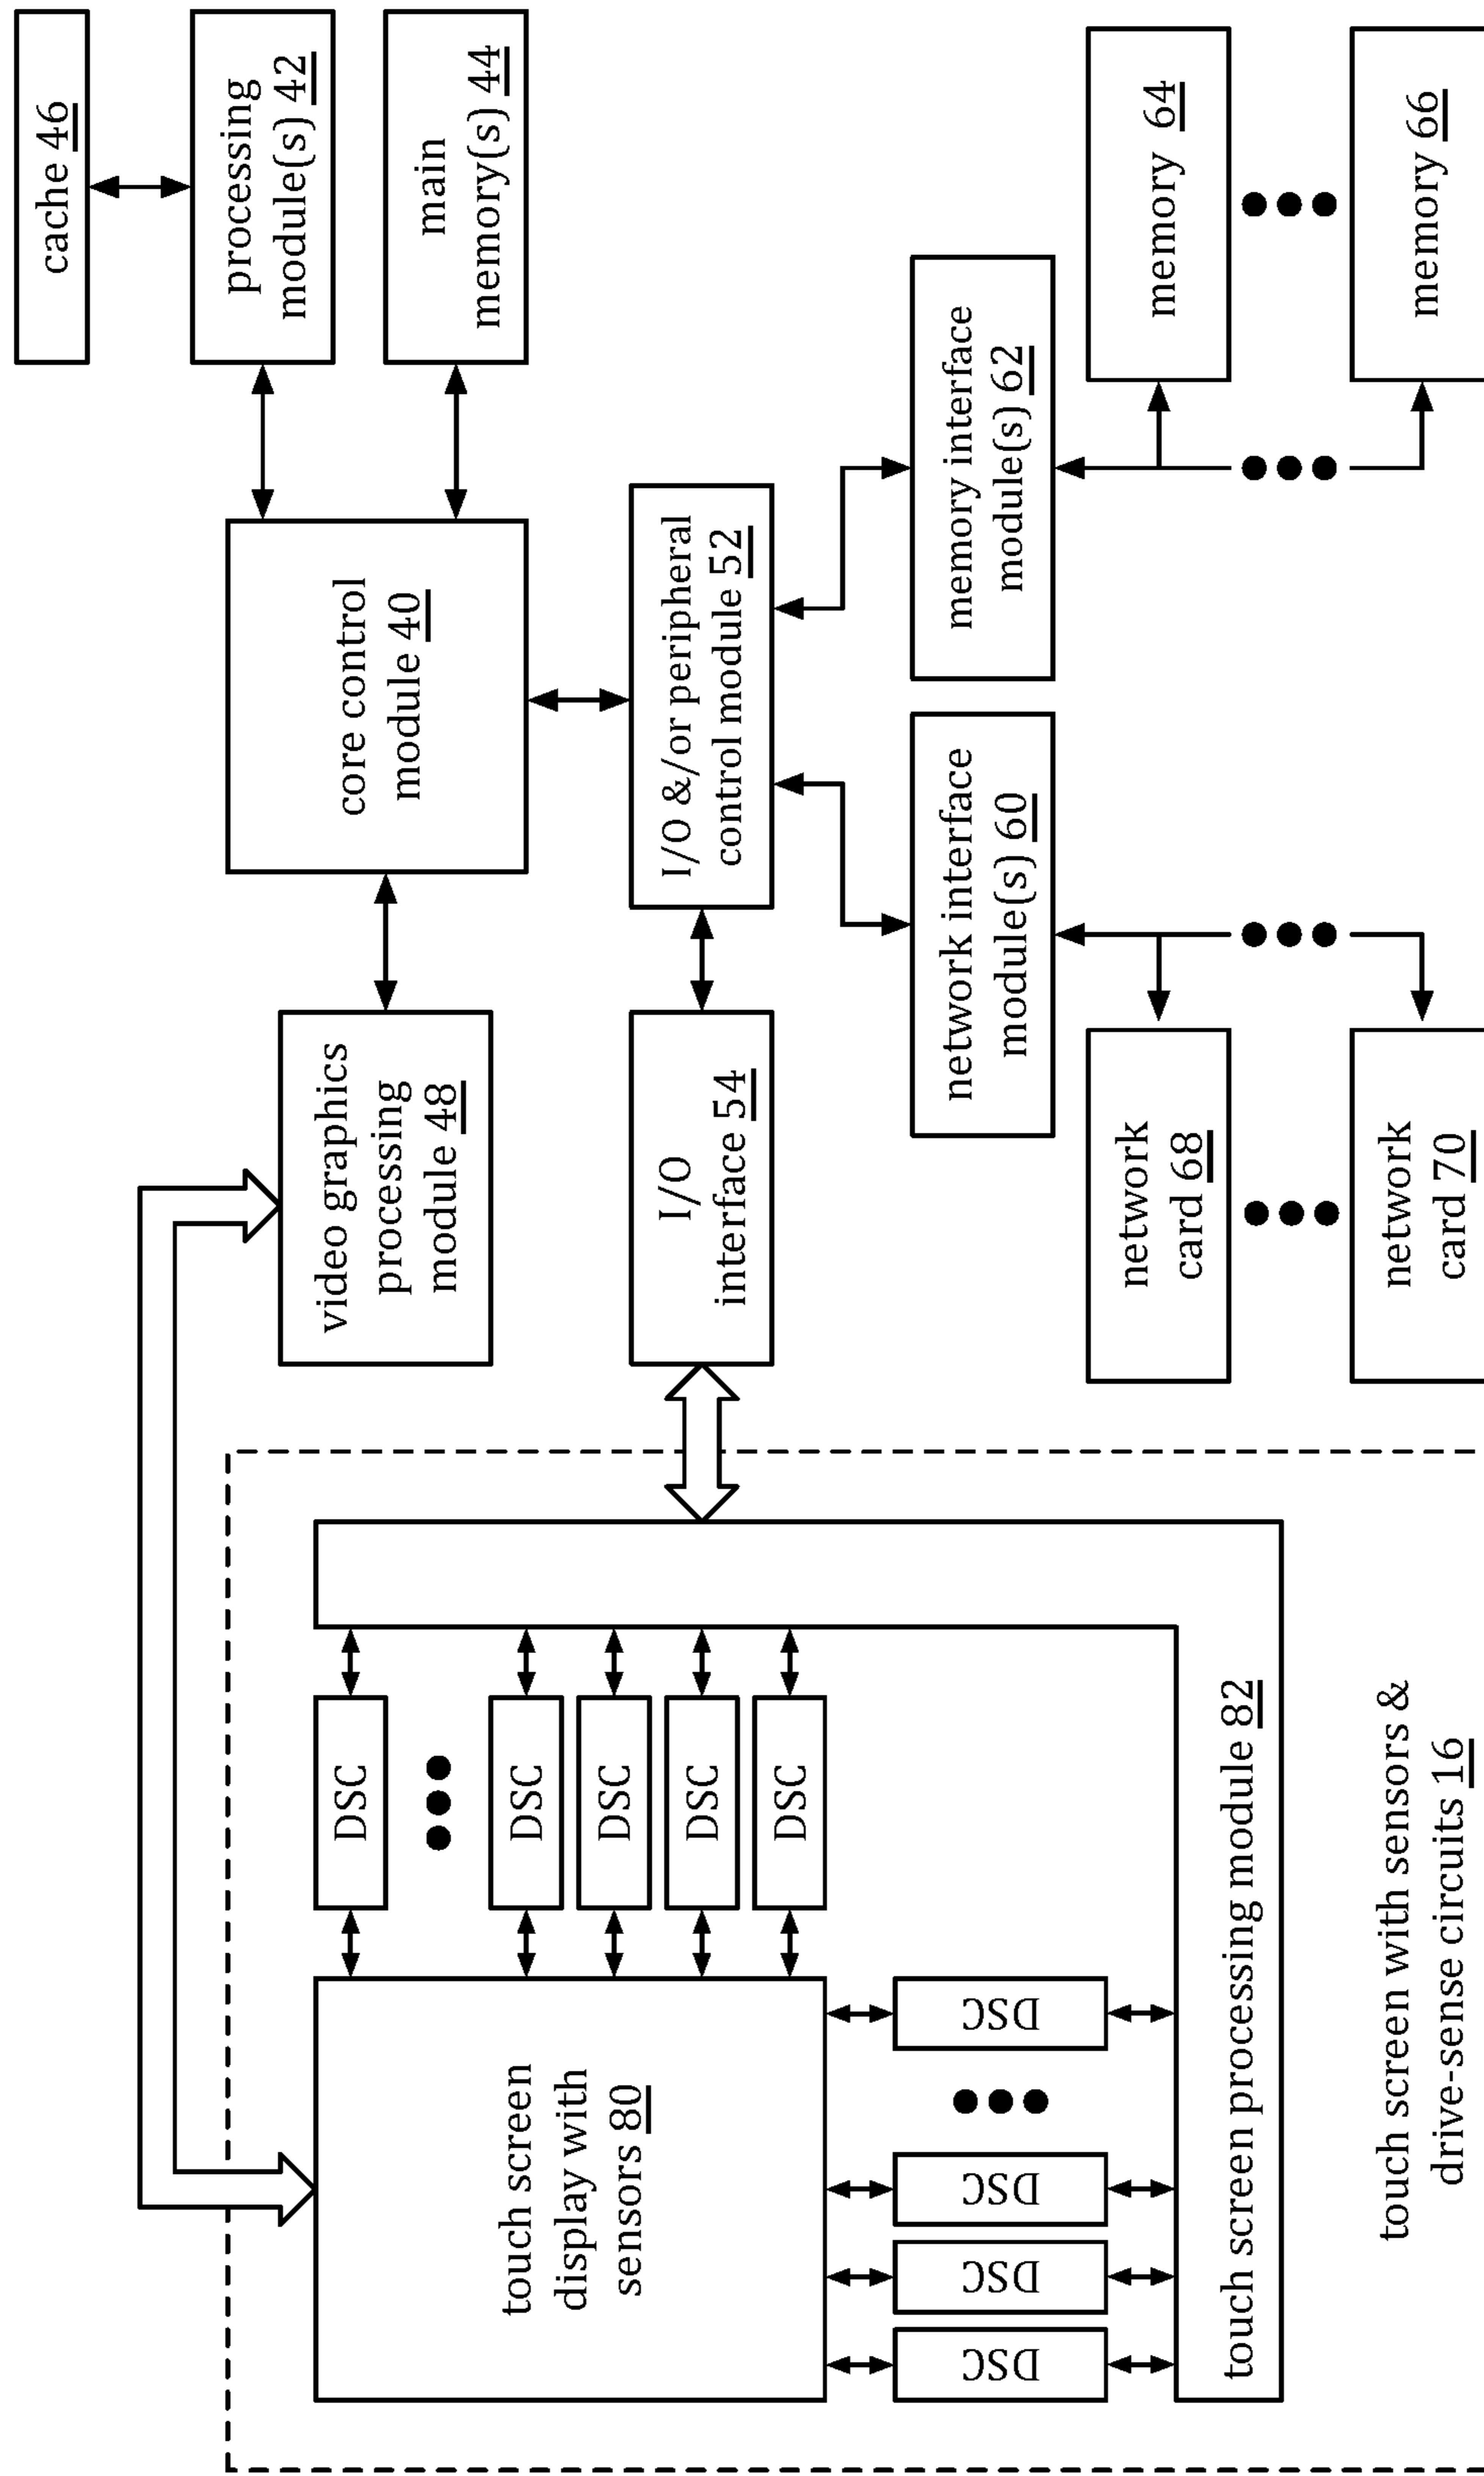 cache 46
processing
module(s) 42
main
memory(s) 44
core control
module 40
video graphics
processing
module 48
I/O &/or peripheral
control module 52
I/O
interface 54
memory interface
module(s) 62
network interface
module(s) 60
memory 64
memory 66
network
card 68
network
card 70
touch screen
display with
sensors 80
DSC
DSC
DSC
DSC
DSC
DSC
DSC
DSC
DSC
touch screen processing module 82
touch screen with sensors &
drive-sense circuits 16